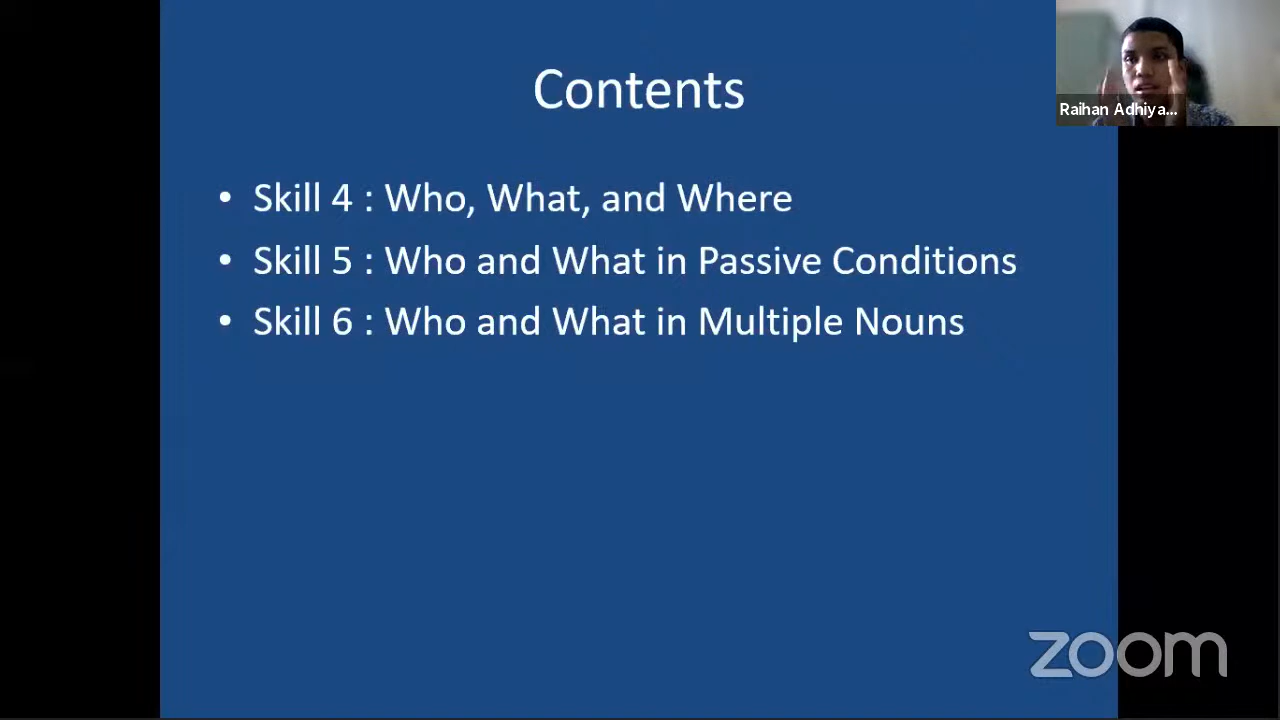 Contents
Raihan Adhiya...
• Skill 4 : Who, What, and Where
• Skill 5 : Who and What in Passive Conditions
• Skill 6 : Who and What in Multiple Nouns
zoom